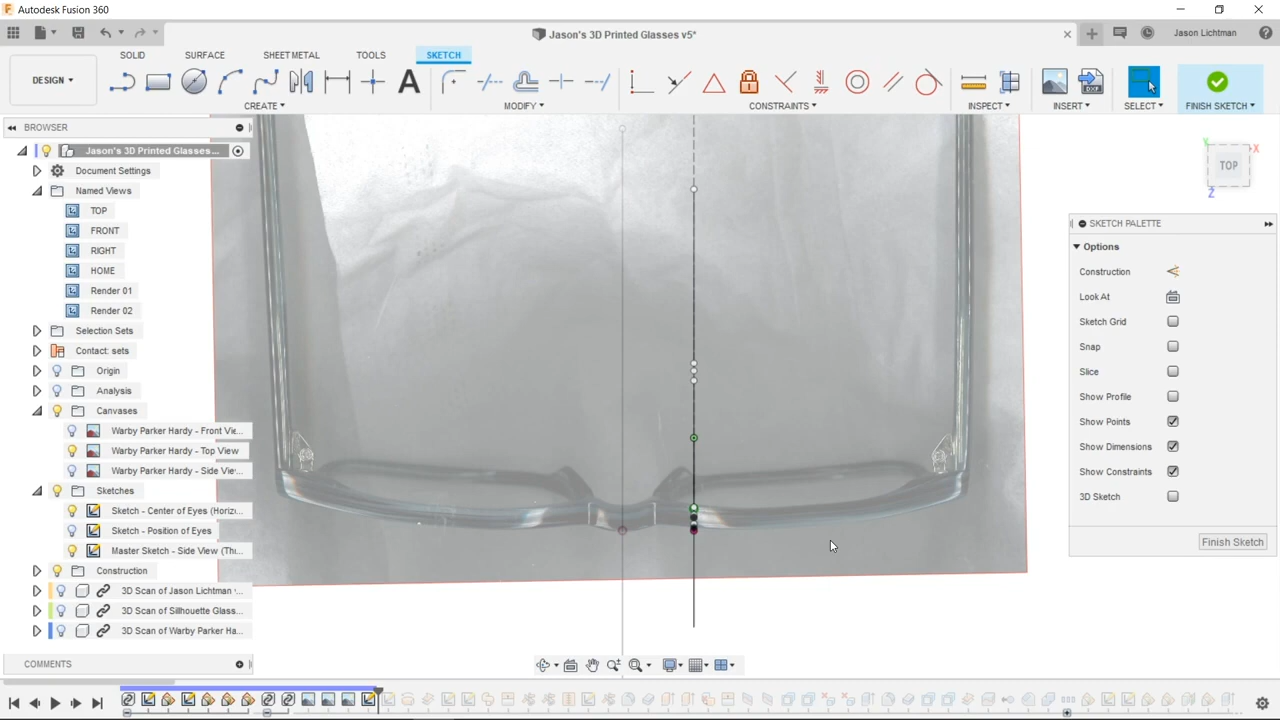 Autodesk Fusion 360
Jason's 3D Printed Glasses v5*
Jason Lichtman
DESIGN
SOLID
SURFACE
SHEET METAL
TOOLS
SKETCH
CREATE
MODIFY
CONSTRAINTS
INSPECT
INSERT
SELECT
FINISH SKETCH
BROWSER
Jason's 3D Printed Glasses...
Document Settings
Named Views
TOP
FRONT
RIGHT
HOME
Render 01
Render 02
Selection Sets
Contact: sets
Origin
Analysis
Canvases
Warby Parker Hardy - Front Vie...
Warby Parker Hardy - Top View
Warby Parker Hardy - Side Vie...
Sketches
Sketch - Center of Eyes (Horiz...
Sketch - Position of Eyes
Master Sketch - Side View (Thi...
Construction
3D Scan of Jason Lichtman
3D Scan of Sillhouette Glass...
3D Scan of Warby Parker Ha...
COMMENTS
Y
X
TOP
Z
SKETCH PALETTE
Options
Construction
Look At
Sketch Grid
Snap
Slice
Show Profile
Show Points
Show Dimensions
Show Constraints
3D Sketch
Finish Sketch